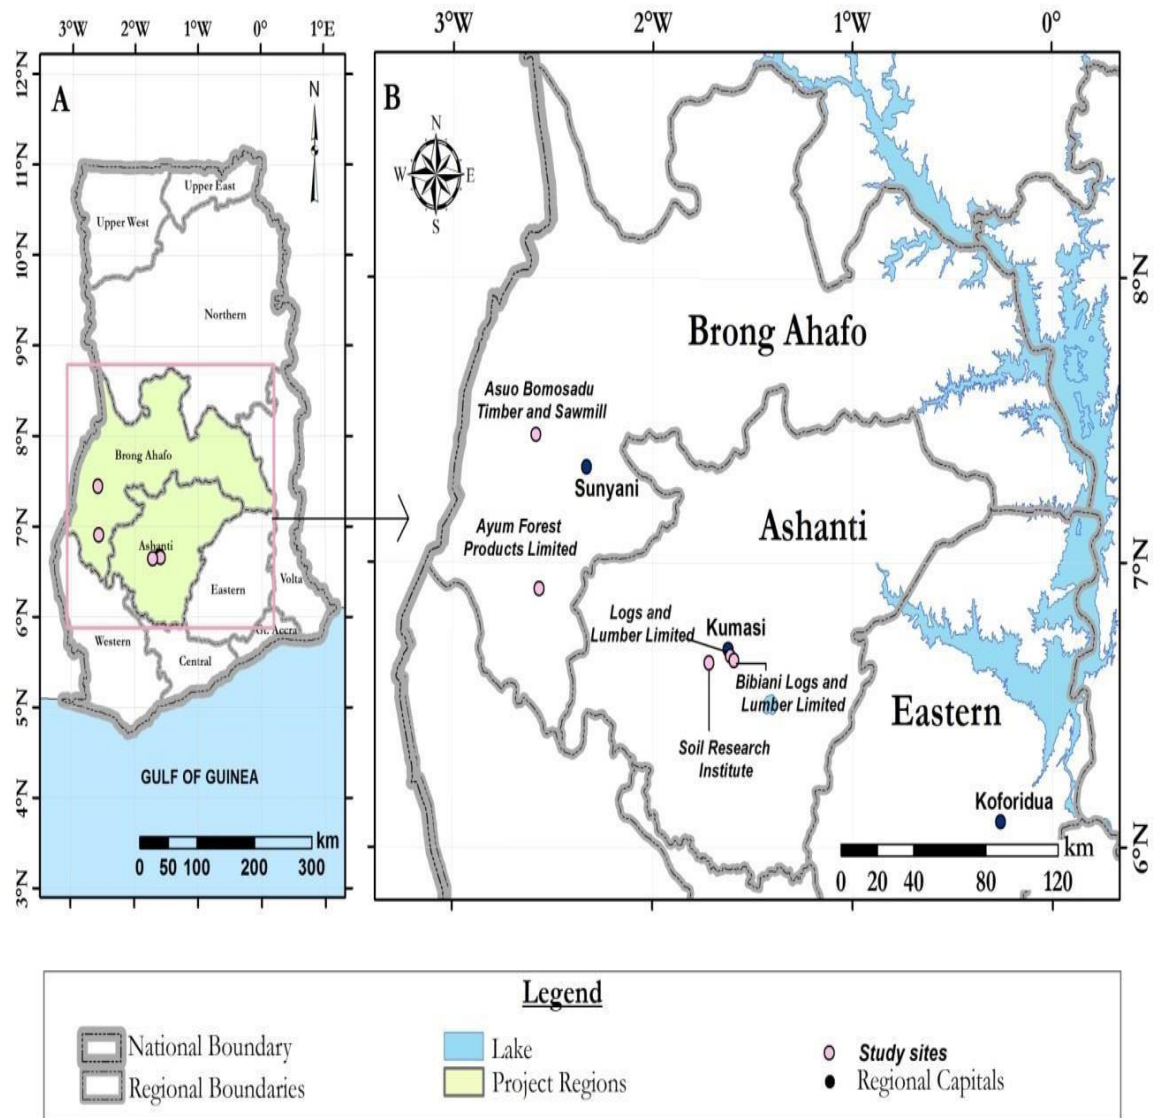 3°W 2°W 1°W 0° 1°E
3°W 2°W 1°W 0°
12°N
11°N
10°N
9°N
8°N
7°N
6°N
5°N
4°N
3°N
A
N
Upper East
Upper West
Northern
Brong Ahafo
Ashanti
Eastern
Volta
Gt. Accra
Western
Central
GULF OF GUINEA
km
0 50 100 200 300
B
N
W E
S
8°N
7°N
6°N
Brong Ahafo
Asuo Bomosadu
Timber and Sawmill
Sunyani
Ashanti
Ayum Forest
Products Limited
Logs and
Lumber Limited
Kumasi
Bibiani Logs and
Lumber Limited
Eastern
Soil Research
Institute
Koforidua
km
0 20 40 80 120
Legend
National Boundary
Regional Boundaries
Lake
Project Regions
Study sites
Regional Capitals